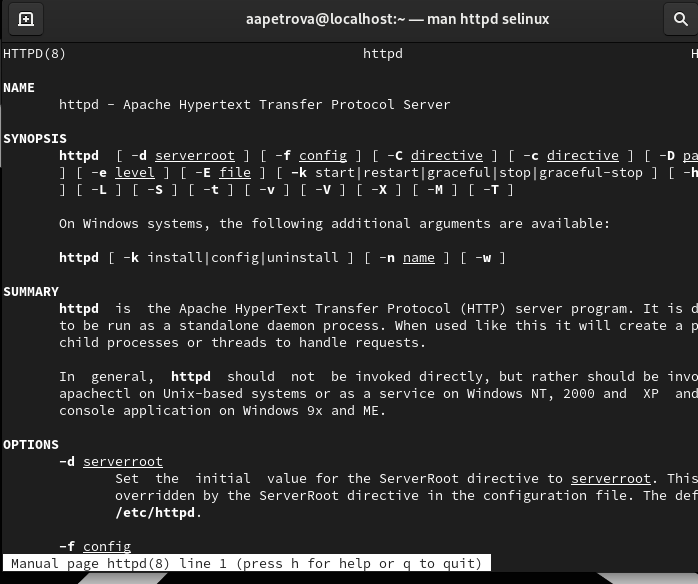 aapetrova@localhost:~ — man httpd selinux
HTTPD(8) httpd H
NAME
httpd - Apache Hypertext Transfer Protocol Server
SYNOPSIS
httpd [ -d serverroot ] [ -f config ] [ -C directive ] [ -c directive ] [ -D pa
] [ -e level ] [ -E file ] [ -k start|restart|graceful|stop|graceful-stop ] [ -h
] [ -L ] [ -S ] [ -t ] [ -v ] [ -V ] [ -X ] [ -M ] [ -T ]
On Windows systems, the following additional arguments are available:
httpd [ -k install|config|uninstall ] [ -n name ] [ -w ]
SUMMARY
httpd is the Apache HyperText Transfer Protocol (HTTP) server program. It is d
to be run as a standalone daemon process. When used like this it will create a p
child processes or threads to handle requests.
In general, httpd should not be invoked directly, but rather should be invo
apachectl on Unix-based systems or as a service on Windows NT, 2000 and XP and
console application on Windows 9x and ME.
OPTIONS
-d serverroot
Set the initial value for the ServerRoot directive to serverroot. This
overridden by the ServerRoot directive in the configuration file. The def
/etc/httpd.
-f config
Manual page httpd(8) line 1 (press h for help or q to quit)